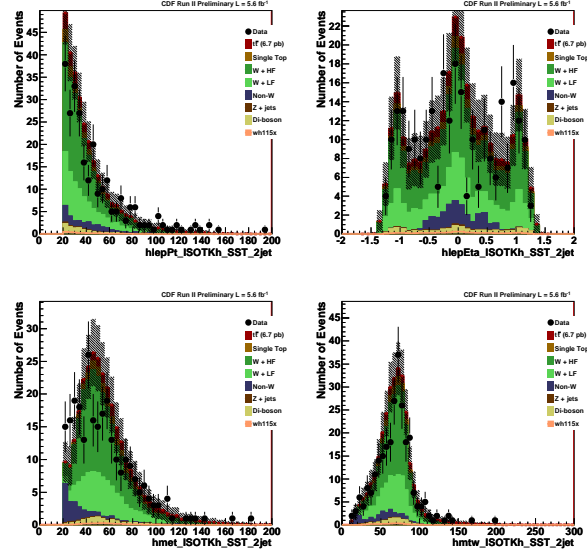 CDF Run II Preliminary L = 5.6 fb⁻¹
Number of Events
50
45
40
35
30
25
20
15
10
5
0
0 20 40 60 80 100 120 140 160 180 200
hlepPt_ISOTKh_SST_2jet
Data
tt̄ (6.7 pb)
Single Top
W + HF
W + LF
Non-W
Z + jets
Di-boson
wh115x
CDF Run II Preliminary L = 5.6 fb⁻¹
Number of Events
22
20
18
16
14
12
10
8
6
4
2
0
-2 -1 -1 0 0 1 1 2 2
hlepEta_ISOTKh_SST_2jet
Data
tt̄ (6.7 pb)
Single Top
W + HF
W + LF
Non-W
Z + jets
Di-boson
wh115x
CDF Run II Preliminary L = 5.6 fb⁻¹
Number of Events
30
25
20
15
10
5
0
0 20 40 60 80 100 120 140 160 180 200
hmet_ISOTKh_SST_2jet
Data
tt̄ (6.7 pb)
Single Top
W + HF
W + LF
Non-W
Z + jets
Di-boson
wh115x
CDF Run II Preliminary L = 5.6 fb⁻¹
Number of Events
45
40
35
30
25
20
15
10
5
0
0 50 100 150 200 250 300
hmtw_ISOTKh_SST_2jet
Data
tt̄ (6.7 pb)
Single Top
W + HF
W + LF
Non-W
Z + jets
Di-boson
wh115x